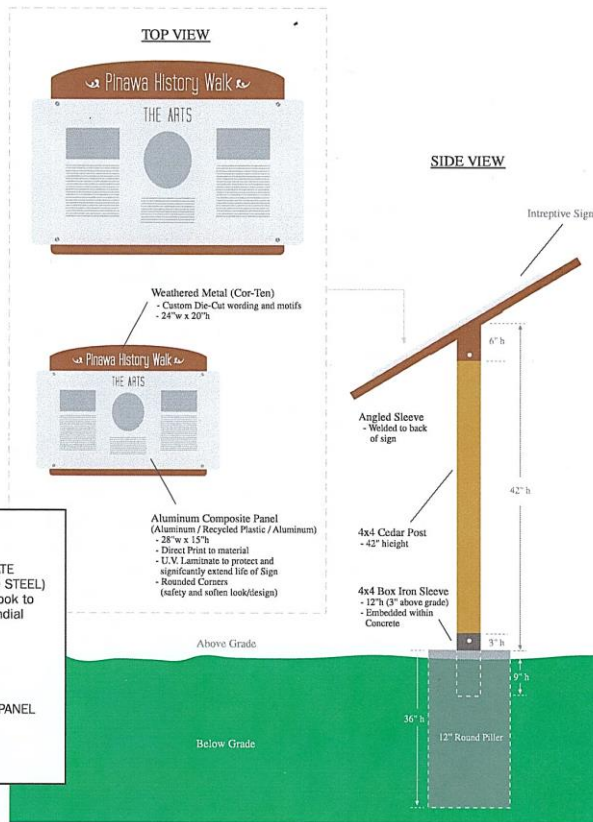 TOP VIEW
Pinawa History Walk
THE ARTS
Weathered Metal (Cor-Ten)
- Custom Die-Cut wording and motifs
- 24"w x 20"h
Pinawa History Walk
THE ARTS
Aluminum Composite Panel
(Aluminum / Recycled Plastic / Aluminum)
- 28"w x 15"h
- Direct Print to material
- U.V. Lamitnate to protect and
signifcantly extend life of Sign
- Rounded Corners
(safety and soften look/design)
SIDE VIEW
Intreptive Sign
6" h
Angled Sleeve
- Welded to back
of sign
42" h
4x4 Cedar Post
- 42" hieight
4x4 Box Iron Sleeve
- 12"h (3" above grade)
- Embedded within
Concrete
3" h
9" h
36" h
12" Round Piller
Above Grade
Below Grade
STEEL)
ook to
ndial
PANEL